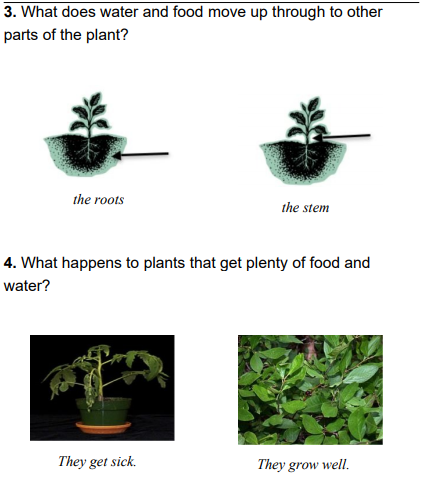 3. What does water and food move up through to other
parts of the plant?
the roots
the stem
4. What happens to plants that get plenty of food and
water?
They get sick.
They grow well.